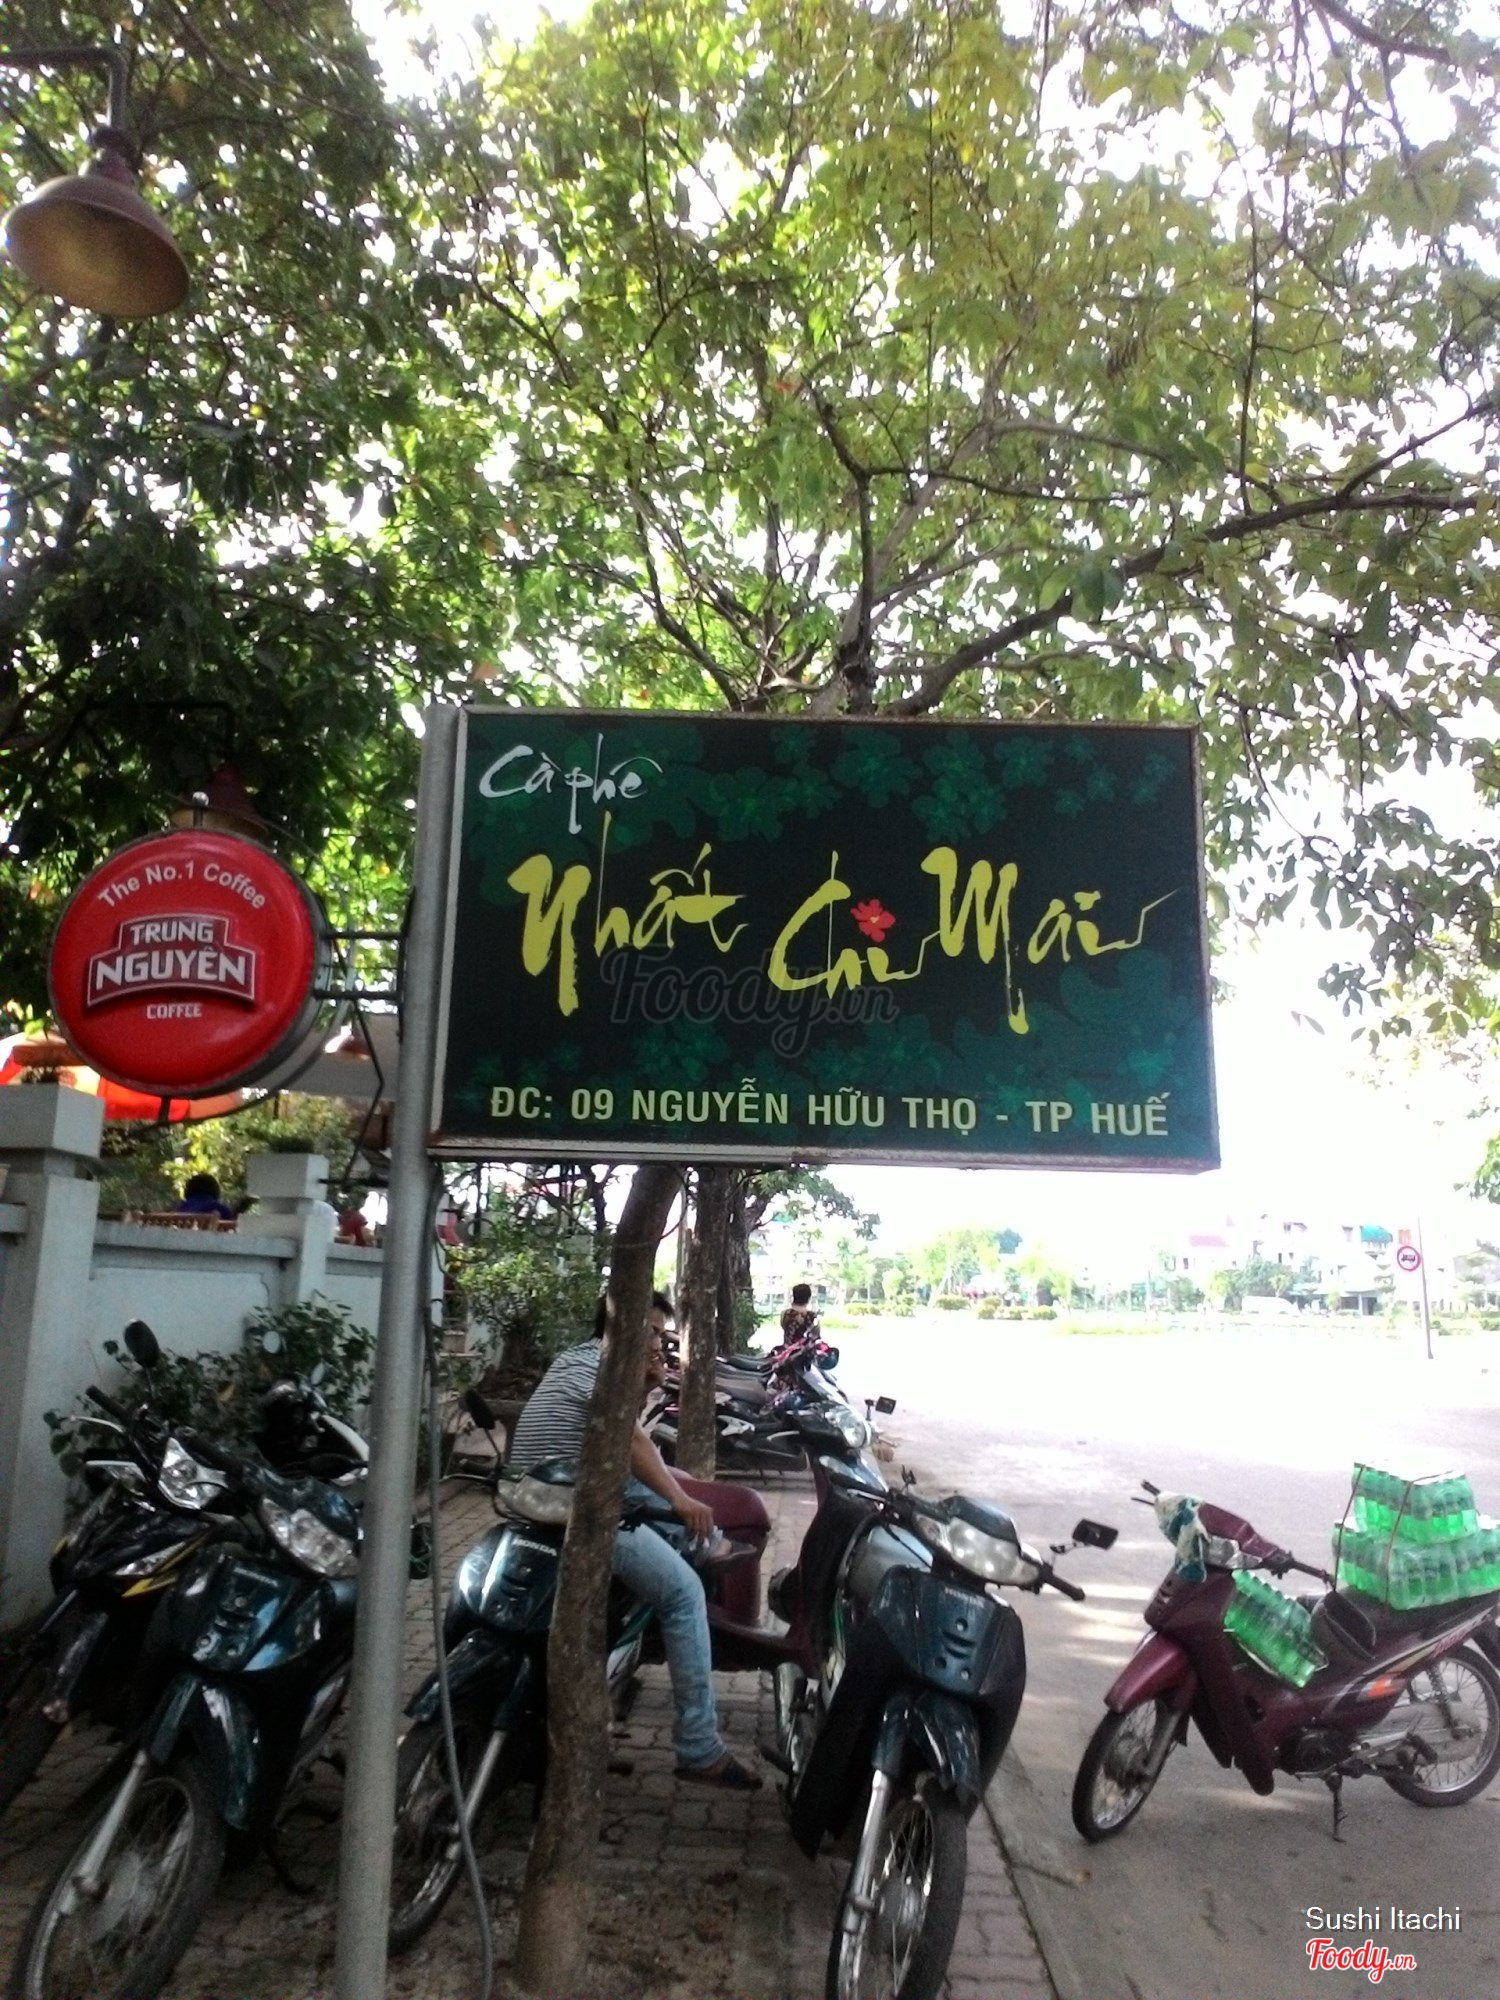 The No.1 Coffee
TRUNG
NGUYÊN
COFFEE
Cà phê
Nhất Chi Mai
ĐC: 09 NGUYỄN HỮU THỌ - TP HUẾ
Foody.vn
HONDA
Sushi Itachi
Foody.vn